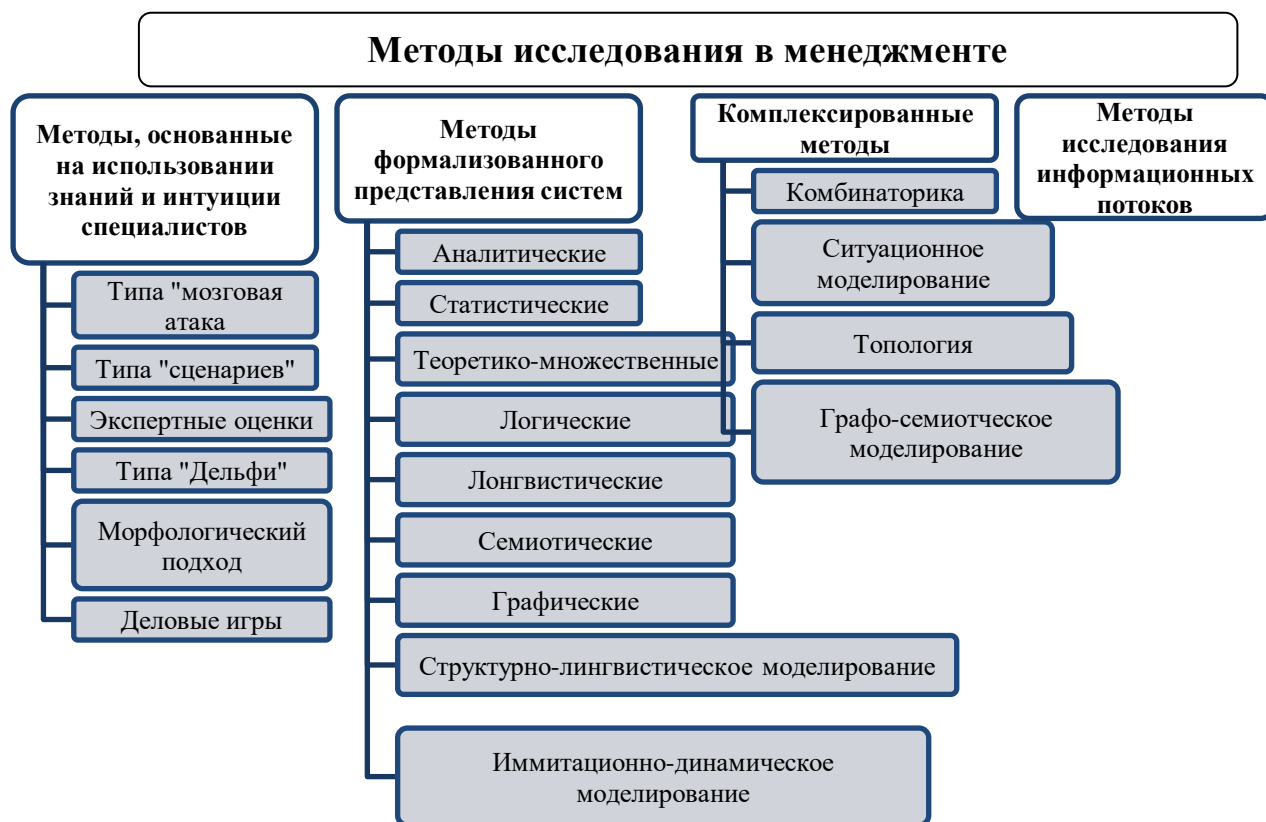 Методы исследования в менеджменте
Методы, основанные
на использовании
знаний и интуиции
специалистов
Типа "мозговая
атака
Типа "сценариев"
Экспертные оценки
Типа "Дельфи"
Морфологический
подход
Деловые игры
Методы
формализованного
представления систем
Аналитические
Статистические
Теоретико-множественные
Логические
Лонгвистические
Семиотические
Графические
Структурно-лингвистическое моделирование
Иммитационно-динамическое
моделирование
Комплексированные
методы
Комбинаторика
Ситуационное
моделирование
Топология
Графо-семиотческое
моделирование
Методы
исследования
информационных
потоков